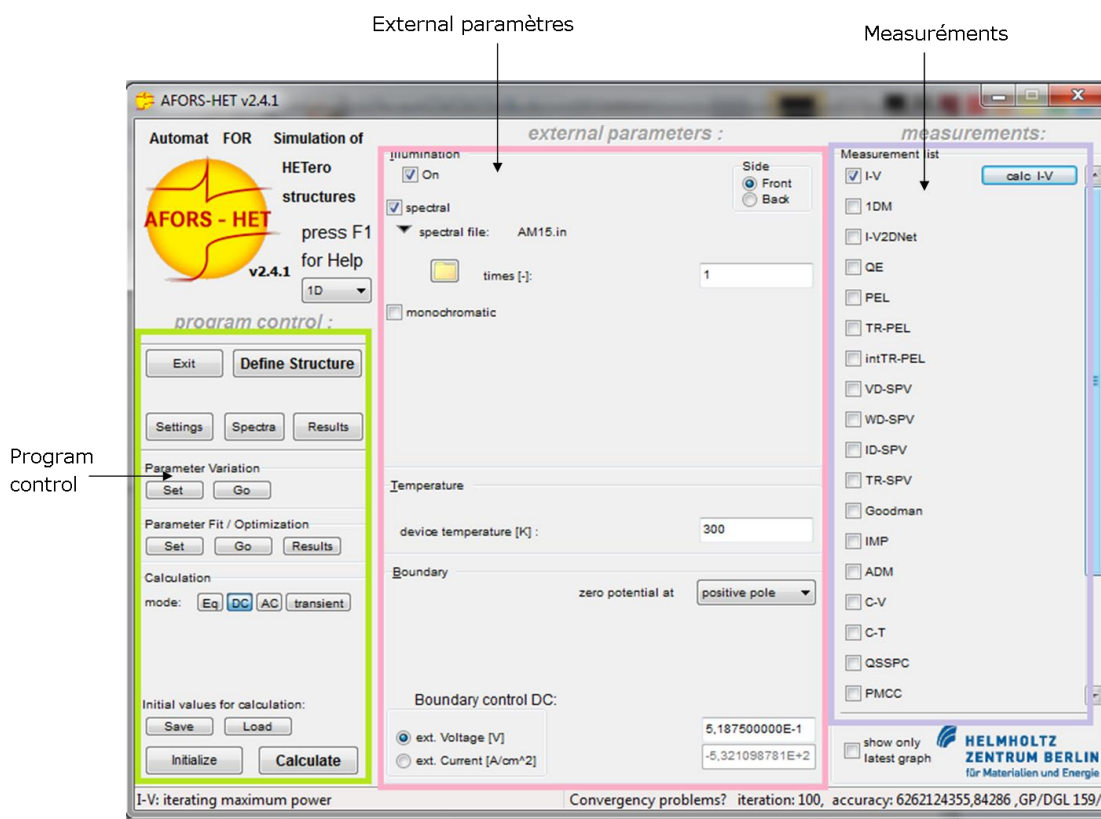 External paramètres
Measuréments
AFORS-HET v2.4.1
Automat FOR Simulation of
HETero
structures
AFORS - HET
v2.4.1
press F1
for Help
1D
program control :
Exit
Define Structure
Settings
Spectra
Results
Program
control
Parameter Variation
Set
Go
Parameter Fit / Optimization
Set
Go
Results
Calculation
mode:
Eq
DC
AC
transient
Initial values for calculation:
Save
Load
Initialize
Calculate
external parameters :
Illumination
On
Side
Front
Back
spectral
spectral file: AM15.in
times [-]:
1
monochromatic
Temperature
device temperature [K] :
300
Boundary
zero potential at
positive pole
Boundary control DC:
ext. Voltage [V]
5,187500000E-1
ext. Current [A/cm^2]
-5,321098781E+2
measurements:
Measurement list
I-V
calc I-V
1DM
I-V2DNet
QE
PEL
TR-PEL
intTR-PEL
VD-SPV
WD-SPV
ID-SPV
TR-SPV
Goodman
IMP
ADM
C-V
C-T
QSSPC
PMCC
show only
latest graph
HELMHOLTZ
ZENTRUM BERLIN
für Materialien und Energie
I-V: iterating maximum power
Convergency problems? iteration: 100, accuracy: 6262124355,84286 ,GP/DGL 159/